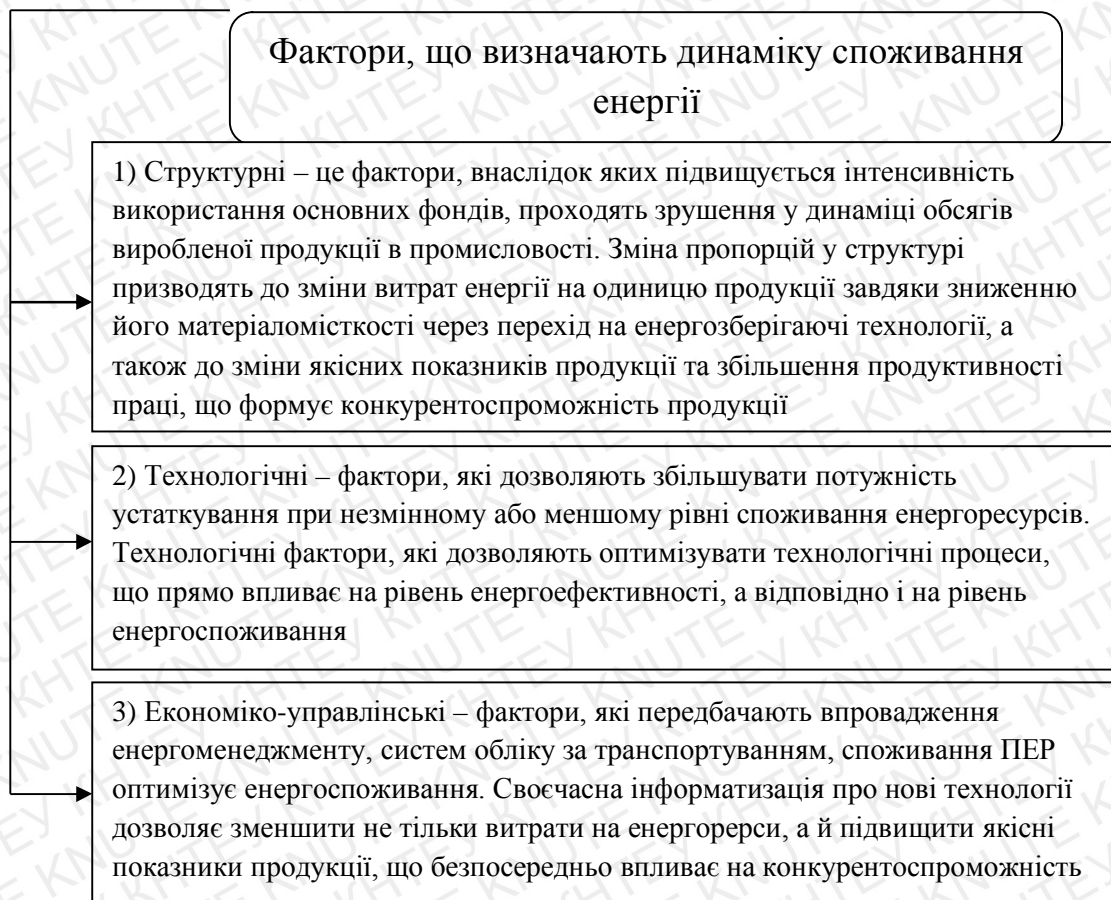 Фактори, що визначають динаміку споживання
енергії
1) Структурні – це фактори, внаслідок яких підвищується інтенсивність
використання основних фондів, проходять зрушення у динаміці обсягів
виробленої продукції в промисловості. Зміна пропорцій у структурі
призводять до зміни витрат енергії на одиницю продукції завдяки зниженню
його матеріаломісткості через перехід на енергозберігаючі технології, а
також до зміни якісних показників продукції та збільшення продуктивності
праці, що формує конкурентоспроможність продукції
2) Технологічні – фактори, які дозволяють збільшувати потужність
устаткування при незмінному або меншому рівні споживання енергоресурсів.
Технологічні фактори, які дозволяють оптимізувати технологічні процеси,
що прямо впливає на рівень енергоефективності, а відповідно і на рівень
енергоспоживання
3) Економіко-управлінські – фактори, які передбачають впровадження
енергоменеджменту, систем обліку за транспортуванням, споживання ПЕР
оптимізує енергоспоживання. Своєчасна інформатизація про нові технології
дозволяє зменшити не тільки витрати на енергорерси, а й підвищити якісні
показники продукції, що безпосередньо впливає на конкурентоспроможність